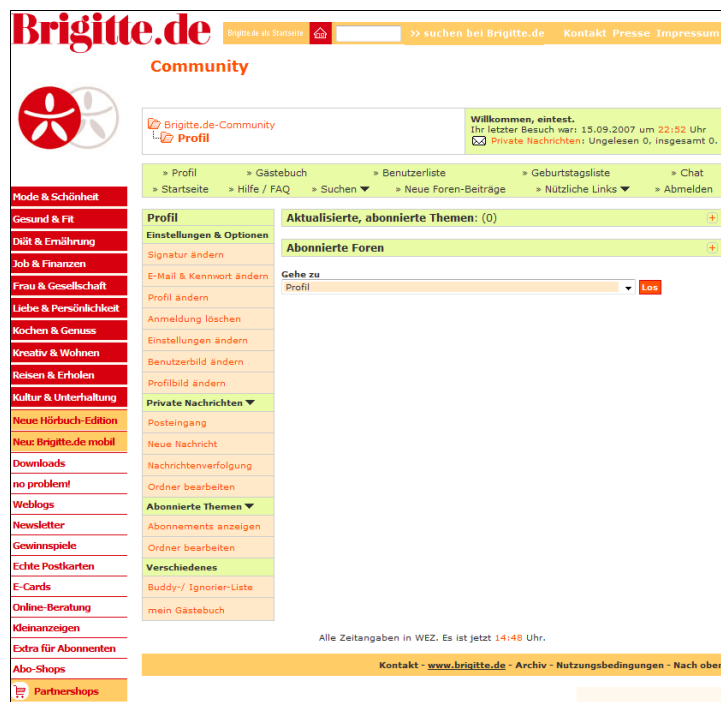 Brigitte.de
Brigitte.de als Startseite
>> suchen bei Brigitte.de
Kontakt Presse Impressum
Community
Brigitte.de-Community
Profil
Willkommen, eintest.
Ihr letzter Besuch war: 15.09.2007 um 22:52 Uhr
Private Nachrichten: Ungelesen 0, insgesamt 0.
» Profil » Gästebuch » Benutzerliste » Geburtstagsliste » Chat
» Startseite » Hilfe / FAQ » Suchen » Neue Foren-Beiträge » Nützliche Links » Abmelden
Mode & Schönheit
Gesund & Fit
Diät & Ernährung
Job & Finanzen
Frau & Gesellschaft
Liebe & Persönlichkeit
Kochen & Genuss
Kreativ & Wohnen
Reisen & Erholen
Kultur & Unterhaltung
Neue Hörbuch-Edition
Neu: Brigitte.de mobil
Downloads
no problem!
Weblogs
Newsletter
Gewinnspiele
Echte Postkarten
E-Cards
Online-Beratung
Kleinanzeigen
Extra für Abonnenten
Abo-Shops
Partnershops
Profil
Einstellungen & Optionen
Signatur ändern
E-Mail & Kennwort ändern
Profil ändern
Anmeldung löschen
Einstellungen ändern
Benutzerbild ändern
Profilbild ändern
Private Nachrichten
Posteingang
Neue Nachricht
Nachrichtenverfolgung
Ordner bearbeiten
Abonnierte Themen
Abonnements anzeigen
Ordner bearbeiten
Verschiedenes
Buddy-/ Ignorier-Liste
mein Gästebuch
Aktualisierte, abonnierte Themen: (0)
Abonnierte Foren
Gehe zu
Profil
Los
Alle Zeitangaben in WEZ. Es ist jetzt 14:48 Uhr.
Kontakt - www.brigitte.de - Archiv - Nutzungsbedingungen - Nach ober